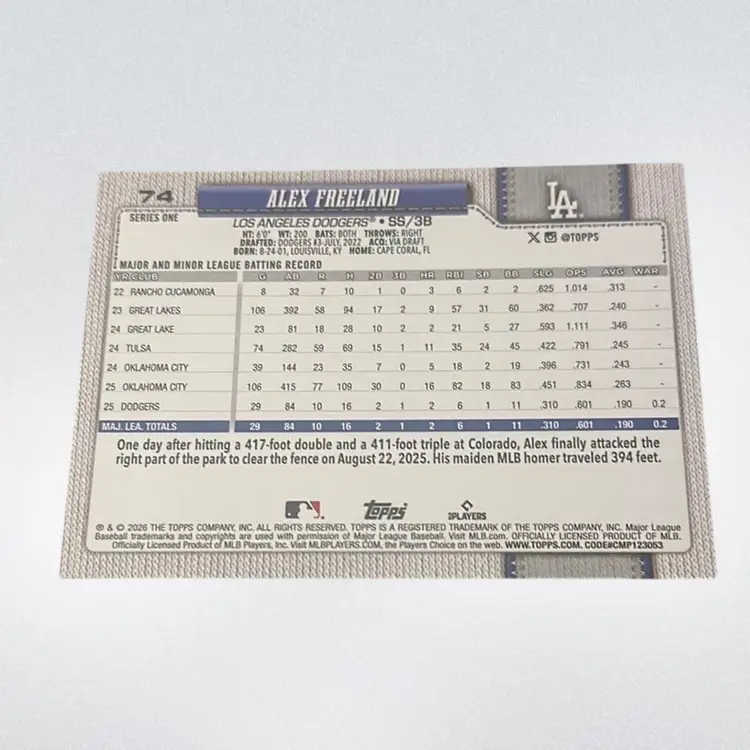 74
ALEX FREELAND
LA
SERIES ONE
LOS ANGELES DODGERS® • SS/3B
HT: 6'0" WT: 200 BATS: BOTH THROWS: RIGHT
DRAFTED: DODGERS #3-JULY, 2022 ACQ: VIA DRAFT
BORN: 8-24-01, LOUISVILLE, KY HOME: CAPE CORAL, FL
X @TOPPS
MAJOR AND MINOR LEAGUE BATTING RECORD
YR CLUB G AB R H 2B 3B HR RBI SB BB SLG OPS AVG WAR
22 RANCHO CUCAMONGA 8 32 7 10 1 0 3 6 2 2 .625 1.014 .313 -
23 GREAT LAKES 106 392 58 94 17 2 9 57 31 60 .362 .707 .240 -
24 GREAT LAKE 23 81 18 28 10 2 2 21 5 27 .593 1.111 .346 -
24 TULSA 74 282 59 69 15 1 11 35 24 45 .422 .791 .245 -
24 OKLAHOMA CITY 39 144 23 35 7 0 5 18 2 19 .396 .731 .243 -
25 OKLAHOMA CITY 106 415 77 109 30 0 16 82 18 83 .451 .834 .263 -
25 DODGERS 29 84 10 16 2 1 2 6 1 11 .310 .601 .190 0.2
MAJ. LEA. TOTALS 29 84 10 16 2 1 2 6 1 11 .310 .601 .190 0.2
One day after hitting a 417-foot double and a 411-foot triple at Colorado, Alex finally attacked the
right part of the park to clear the fence on August 22, 2025. His maiden MLB homer traveled 394 feet.
Topps
PLAYERS
® & © 2026 THE TOPPS COMPANY, INC. ALL RIGHTS RESERVED. TOPPS IS A REGISTERED TRADEMARK OF THE TOPPS COMPANY, INC. Major League
Baseball trademarks and copyrights are used with permission of Major League Baseball. Visit MLB.com. OFFICIALLY LICENSED PRODUCT OF MLB.
Officially Licensed Product of MLB Players, Inc. Visit MLBPLAYERS.COM, the Players Choice on the web. WWW.TOPPS.COM. CODE#CMP123053